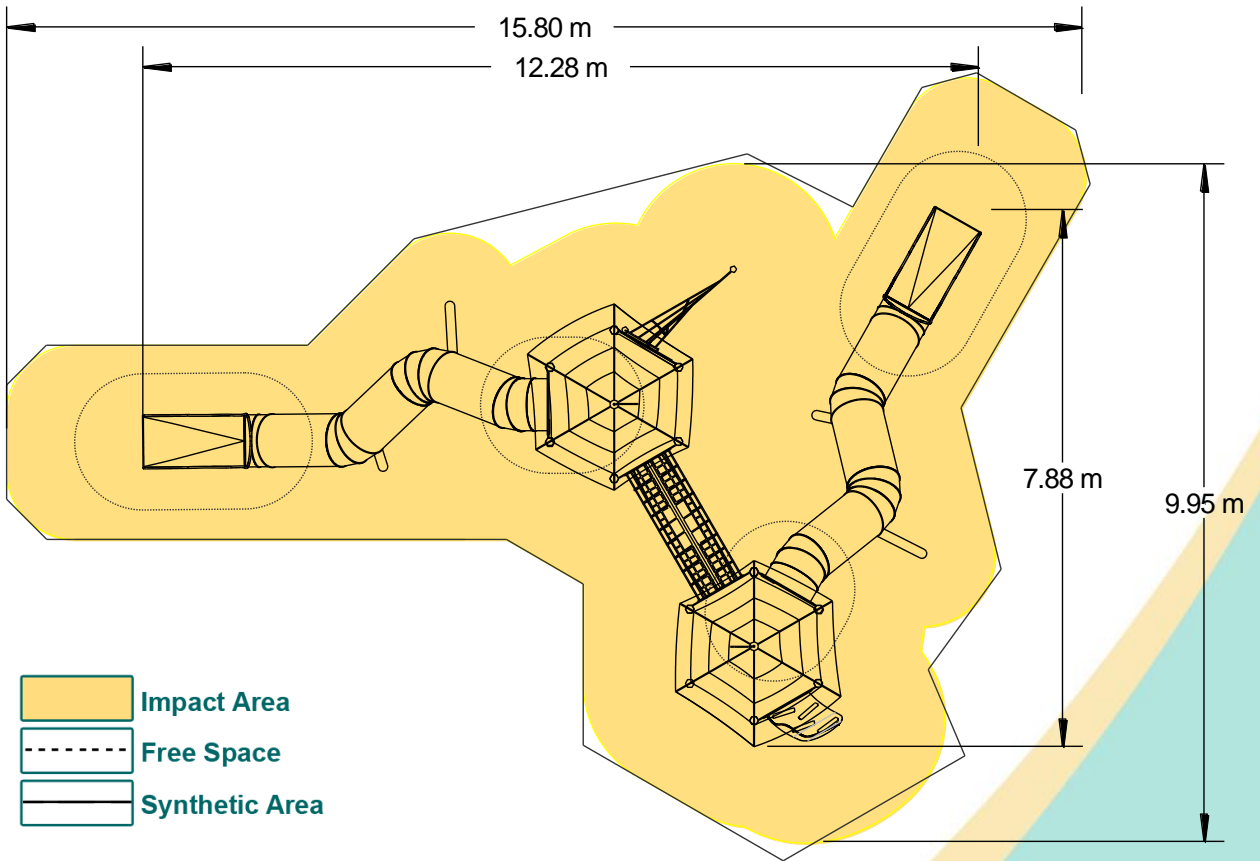 15.80 m
12.28 m
7.88 m
9.95 m
Impact Area
Free Space
Synthetic Area